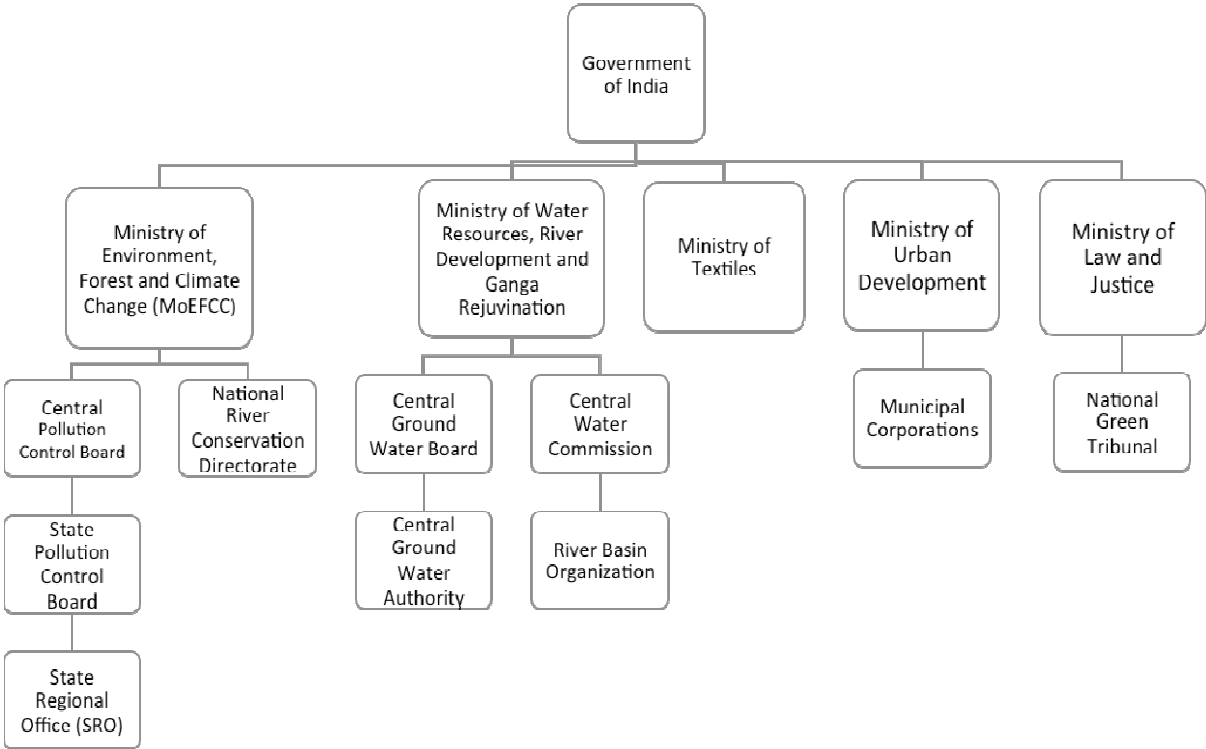 Government
of India
Ministry of
Environment,
Forest and Climate
Change (MoEFCC)
Ministry of Water
Resources, River
Development and
Ganga
Rejuvination
Ministry of
Textiles
Ministry of
Urban
Development
Ministry of
Law and
Justice
Central
Pollution
Control Board
National
River
Conservation
Directorate
Central
Ground
Water Board
Central
Water
Commission
Municipal
Corporations
National
Green
Tribunal
State
Pollution
Control
Board
Central
Ground
Water
Authority
River Basin
Organization
State
Regional
Office (SRO)